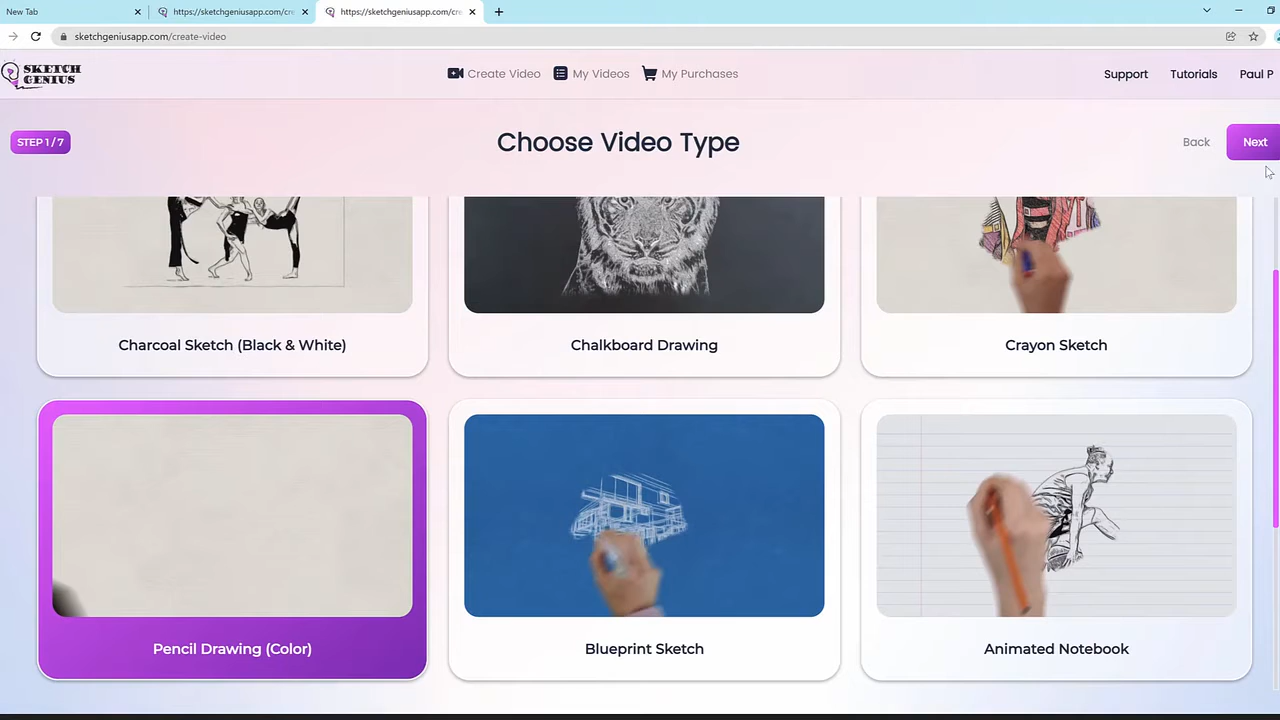 New Tab
https://sketchgeniusapp.com/cre
https://sketchgeniusapp.com/cre
sketchgeniusapp.com/create-video
SKETCH
GENIUS
Create Video
My Videos
My Purchases
Support
Tutorials
Paul P
STEP 1 / 7
Choose Video Type
Back
Next
Charcoal Sketch (Black & White)
Chalkboard Drawing
Crayon Sketch
Pencil Drawing (Color)
Blueprint Sketch
Animated Notebook